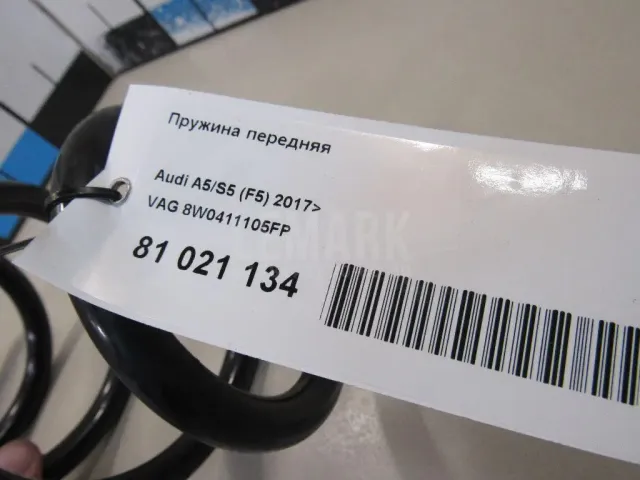 Пружина передняя
Audi A5/S5 (F5) 2017>
VAG 8W0411105FP
81 021 134